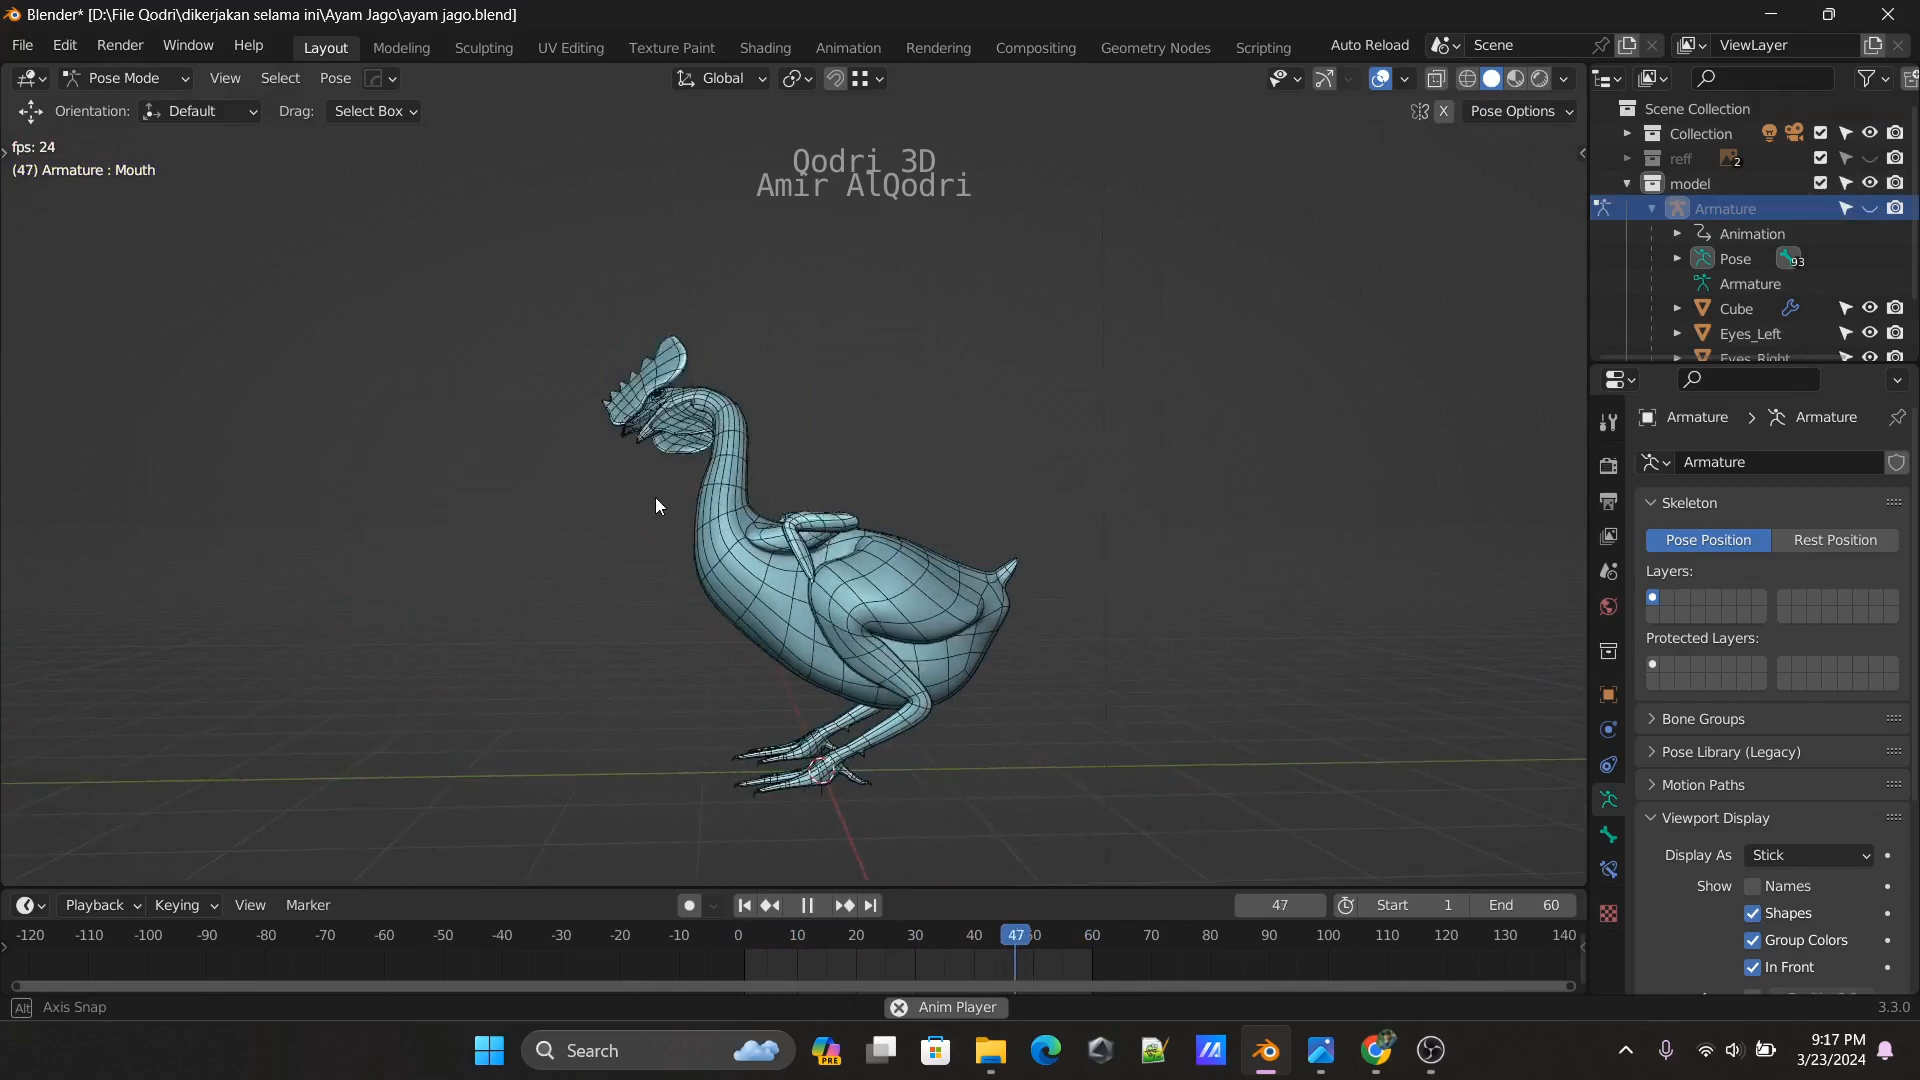 Blender* [D:\File Qodri\dikerjakan selama ini\Ayam Jago\ayam jago.blend]
File Edit Render Window Help Layout Modeling Sculpting UV Editing Texture Paint Shading Animation Rendering Compositing Geometry Nodes Scripting Auto Reload Scene ViewLayer
Pose Mode View Select Pose Global
Orientation: Default Drag: Select Box X Pose Options
fps: 24
(47) Armature : Mouth
Qodri 3D
Amir AlQodri
Scene Collection
Collection
reff 2
model
Armature
Animation
Pose 93
Armature
Cube
Eyes_Left
Eyes_Right
Armature > Armature
Armature
Skeleton
Pose Position Rest Position
Layers:
Protected Layers:
Bone Groups
Pose Library (Legacy)
Motion Paths
Viewport Display
Display As Stick
Show Names
Shapes
Group Colors
In Front
Playback Keying View Marker 47 Start 1 End 60
-120 -110 -100 -90 -80 -70 -60 -50 -40 -30 -20 -10 0 10 20 30 40 47 60 70 80 90 100 110 120 130 140
Alt Axis Snap Anim Player 3.3.0
Search PRE
9:17 PM
3/23/2024